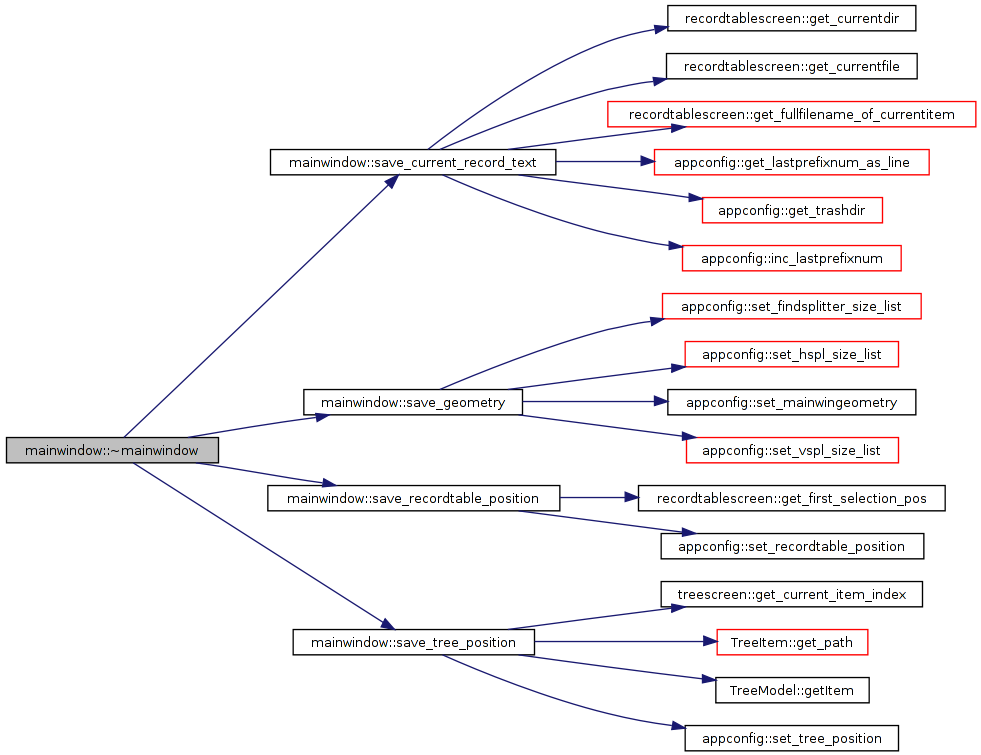 recordtablescreen::get_currentdir
recordtablescreen::get_currentfile
recordtablescreen::get_fullfilename_of_currentitem
mainwindow::save_current_record_text
appconfig::get_lastprefixnum_as_line
appconfig::get_trashdir
appconfig::inc_lastprefixnum
appconfig::set_findsplitter_size_list
appconfig::set_hspl_size_list
mainwindow::save_geometry
appconfig::set_mainwingeometry
mainwindow::~mainwindow
appconfig::set_vspl_size_list
mainwindow::save_recordtable_position
recordtablescreen::get_first_selection_pos
appconfig::set_recordtable_position
treescreen::get_current_item_index
mainwindow::save_tree_position
TreeItem::get_path
TreeModel::getItem
appconfig::set_tree_position